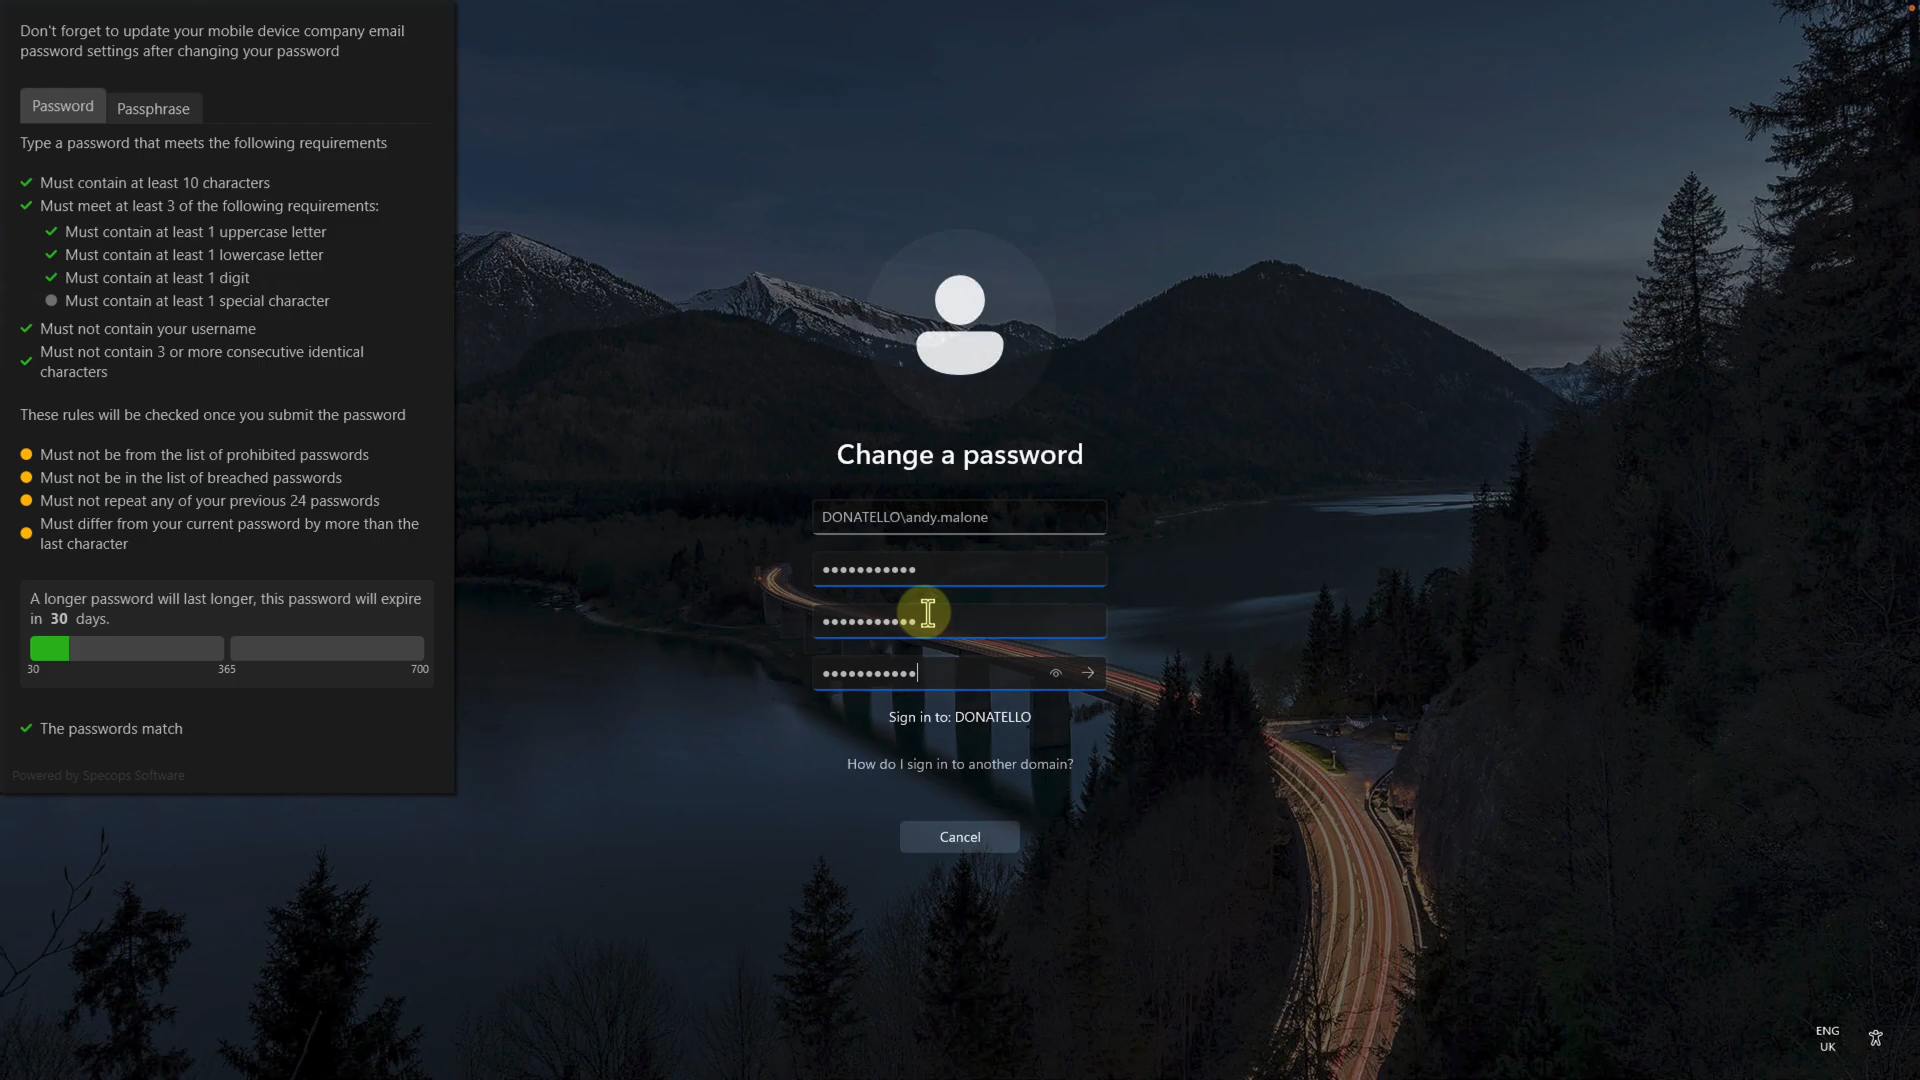 Don't forget to update your mobile device company email
password settings after changing your password
Password
Passphrase
Type a password that meets the following requirements
Must contain at least 10 characters
Must meet at least 3 of the following requirements:
Must contain at least 1 uppercase letter
Must contain at least 1 lowercase letter
Must contain at least 1 digit
Must contain at least 1 special character
Must not contain your username
Must not contain 3 or more consecutive identical
characters
These rules will be checked once you submit the password
Must not be from the list of prohibited passwords
Must not be in the list of breached passwords
Must not repeat any of your previous 24 passwords
Must differ from your current password by more than the
last character
A longer password will last longer, this password will expire
in 30 days.
30 365 700
The passwords match
Powered by Specops Software
Change a password
DONATELLO\andy.malone
Sign in to: DONATELLO
How do I sign in to another domain?
Cancel
ENG
UK